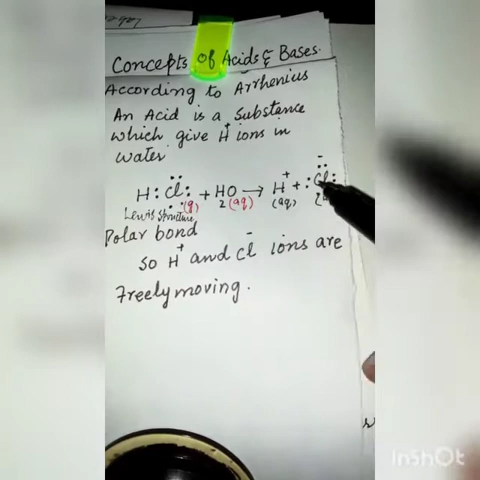 Concepts of Acids & Bases.
According to Arrhenius
An Acid is a Substence
which give H+ ions in
water
H:Cl:(g) + H2O(aq) → H+(aq) + :Cl:-
Lewis Structure
Polar bond
So H+ and Cl- ions are
Freely moving.
InShOt